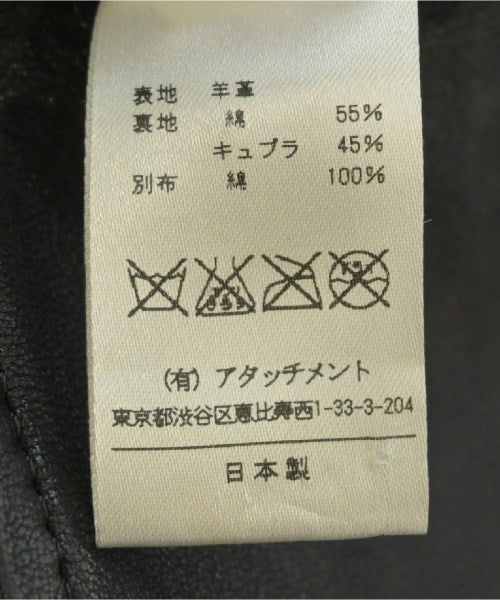 表地 羊革
裏地 綿 55%
キュプラ 45%
別布 綿 100%
(有) アタッチメント
東京都渋谷区恵比寿西1-33-3-204
日本製